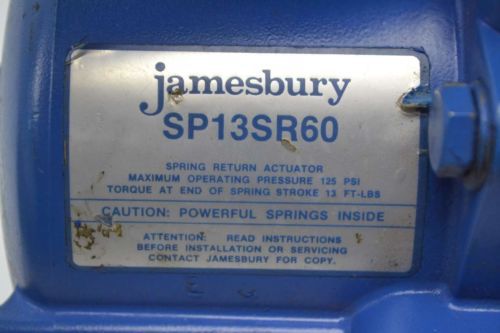 jamesbury
SP13SR60
SPRING RETURN ACTUATOR
MAXIMUM OPERATING PRESSURE 125 PSI
TORQUE AT END OF SPRING STROKE 13 FT-LBS
CAUTION: POWERFUL SPRINGS INSIDE
ATTENTION: READ INSTRUCTIONS
BEFORE INSTALLATION OR SERVICING
CONTACT JAMESBURY FOR COPY.